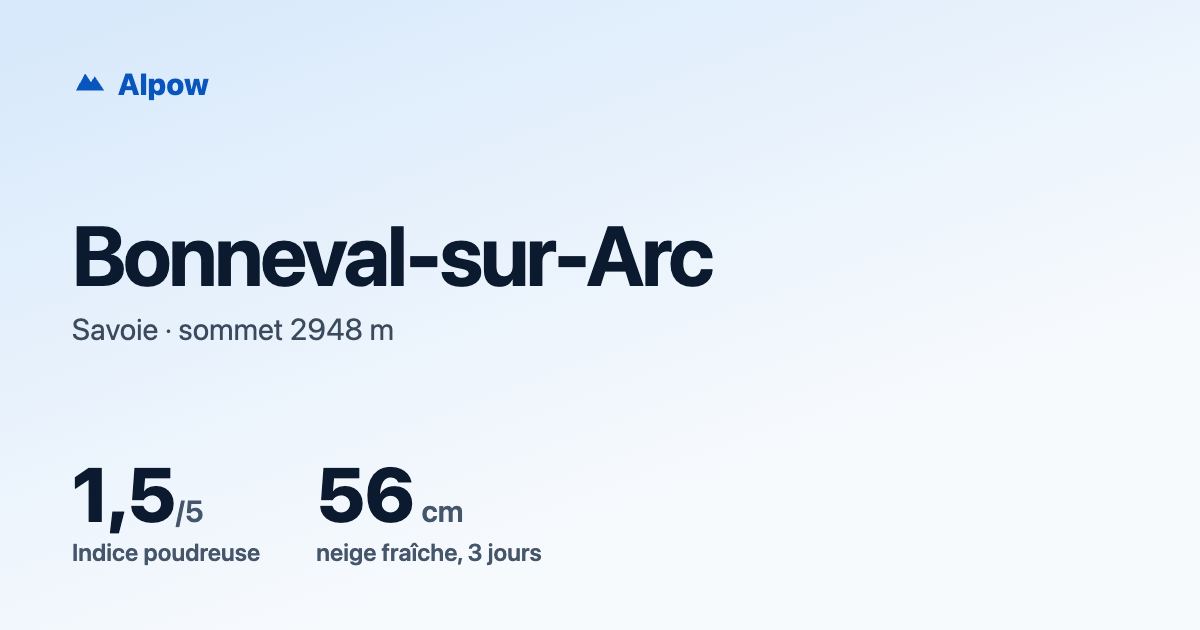 Alpow
Bonneval-sur-Arc
Savoie · sommet 2948 m
1,5/5
56 cm
Indice poudreuse
neige fraîche, 3 jours